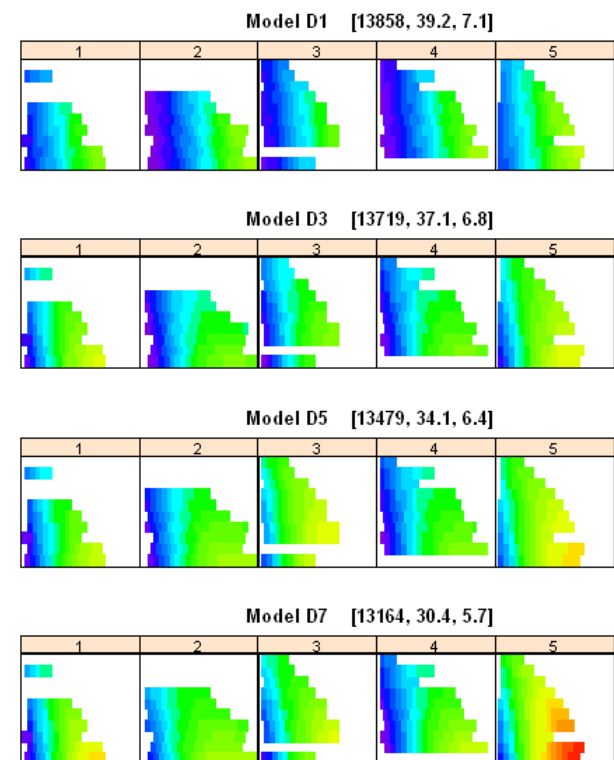 Model D1 [13858, 39.2, 7.1]
1 2 3 4 5
Model D3 [13719, 37.1, 6.8]
1 2 3 4 5
Model D5 [13479, 34.1, 6.4]
1 2 3 4 5
Model D7 [13164, 30.4, 5.7]
1 2 3 4 5